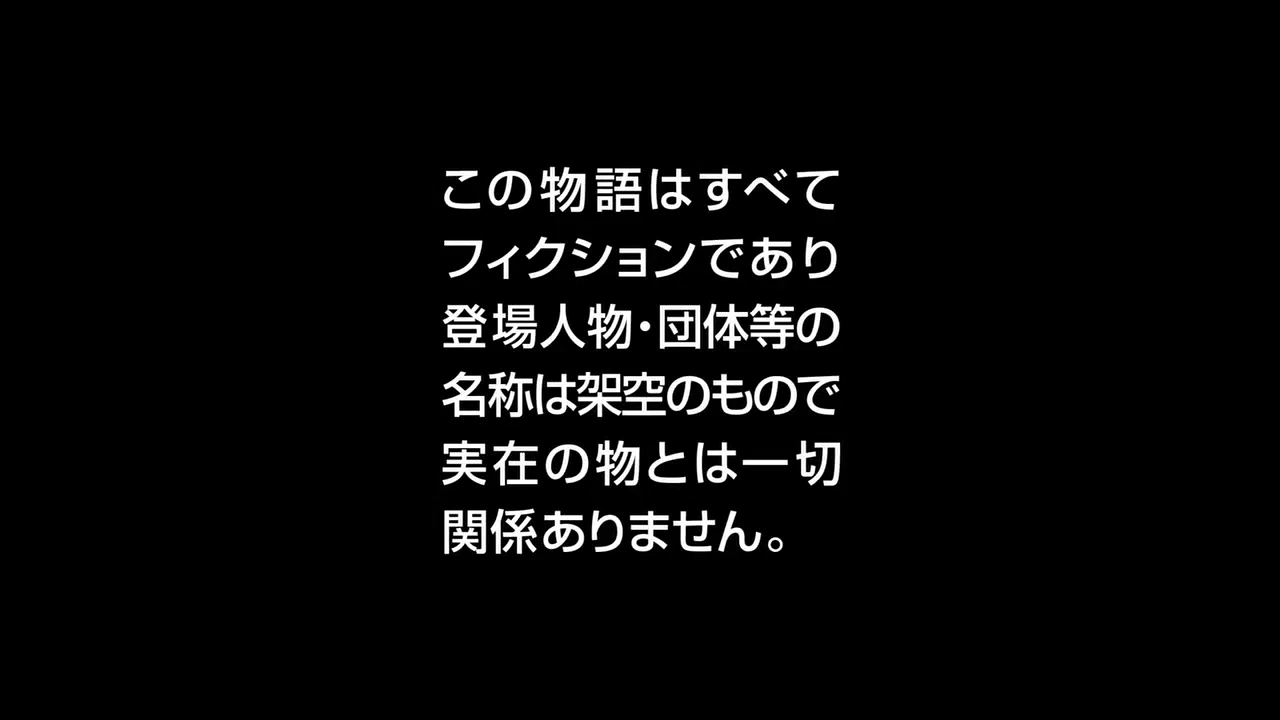 この物語はすべて
フィクションであり
登場人物・団体等の
名称は架空のもので
実在の物とは一切
関係ありません。